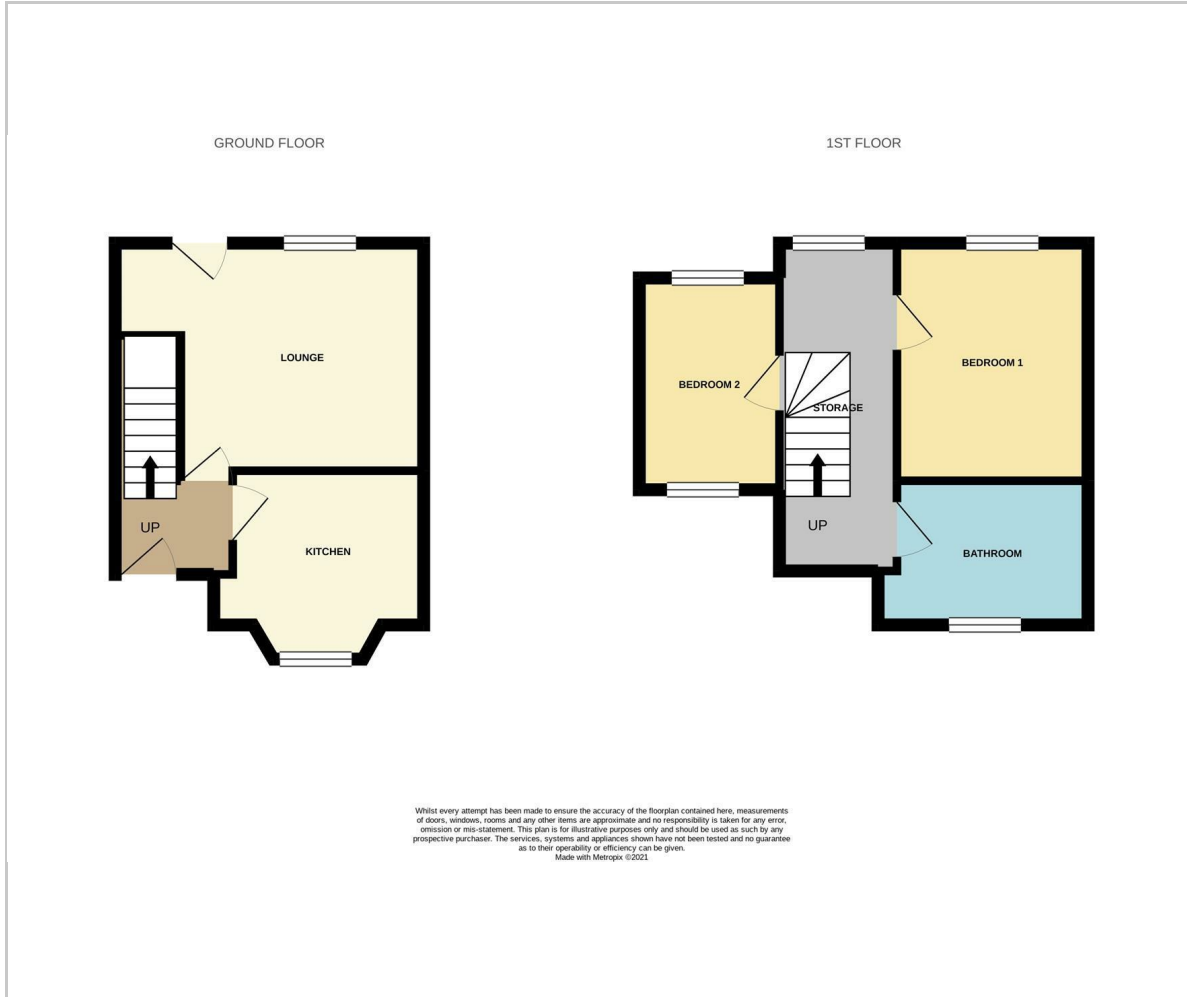 GROUND FLOOR
LOUNGE
UP
KITCHEN
1ST FLOOR
BEDROOM 2
STORAGE
BEDROOM 1
UP
BATHROOM
Whilst every attempt has been made to ensure the accuracy of the floorplan contained here, measurements
of doors, windows, rooms and any other items are approximate and no responsibility is taken for any error,
omission or mis-statement. This plan is for illustrative purposes only and should be used as such by any
prospective purchaser. The services, systems and appliances shown have not been tested and no guarantee
as to their operability or efficiency can be given.
Made with Metropix ©2021